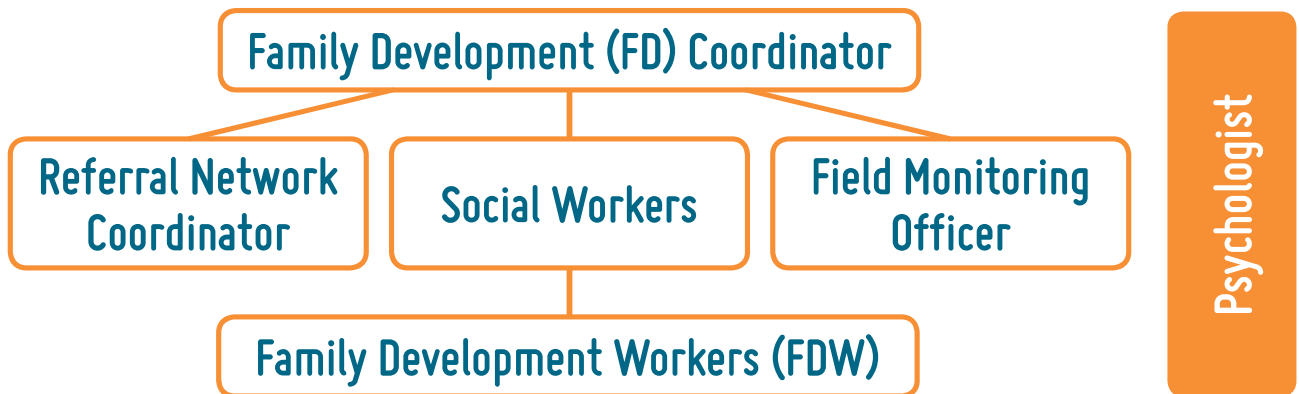 Family Development (FD) Coordinator
Referral Network
Coordinator
Social Workers
Field Monitoring
Officer
Family Development Workers (FDW)
Psychologist